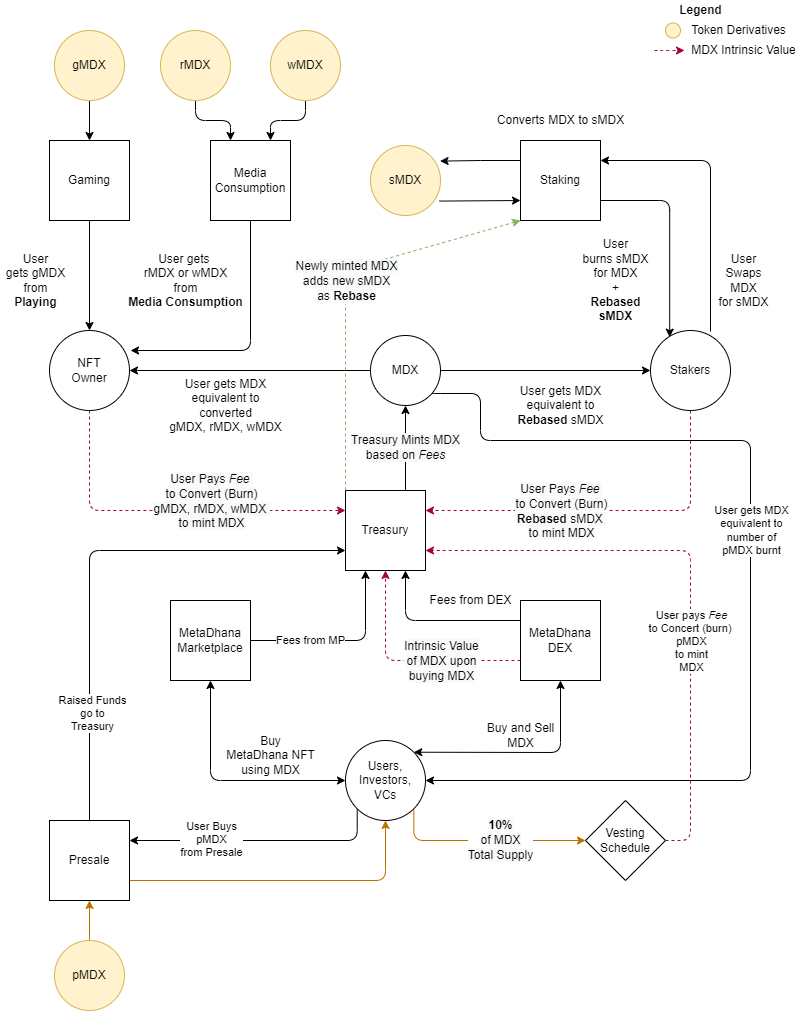 Legend
Token Derivatives
MDX Intrinsic Value
gMDX
rMDX
wMDX
Converts MDX to sMDX
Gaming
Media
Consumption
sMDX
Staking
User
gets gMDX
from
Playing
User gets
rMDX or wMDX
from
Media Consumption
Newly minted MDX
adds new sMDX
as Rebase
User
burns sMDX
for MDX
+
Rebased
sMDX
User
Swaps
MDX
for sMDX
NFT
Owner
MDX
Stakers
User gets MDX
equivalent to
converted
gMDX, rMDX, wMDX
User gets MDX
equivalent to
Rebased sMDX
Treasury Mints MDX
based on Fees
User Pays Fee
to Convert (Burn)
gMDX, rMDX, wMDX
to mint MDX
Treasury
User Pays Fee
to Convert (Burn)
Rebased sMDX
to mint MDX
User gets MDX
equivalent to
number of
pMDX burnt
MetaDhana
Marketplace
Fees from MP
Fees from DEX
MetaDhana
DEX
Intrinsic Value
of MDX upon
buying MDX
User pays Fee
to Concert (burn)
pMDX
to mint
MDX
Raised Funds
go to
Treasury
Buy
MetaDhana NFT
using MDX
Buy and Sell
MDX
Users,
Investors,
VCs
Presale
User Buys
pMDX
from Presale
10%
of MDX
Total Supply
Vesting
Schedule
pMDX